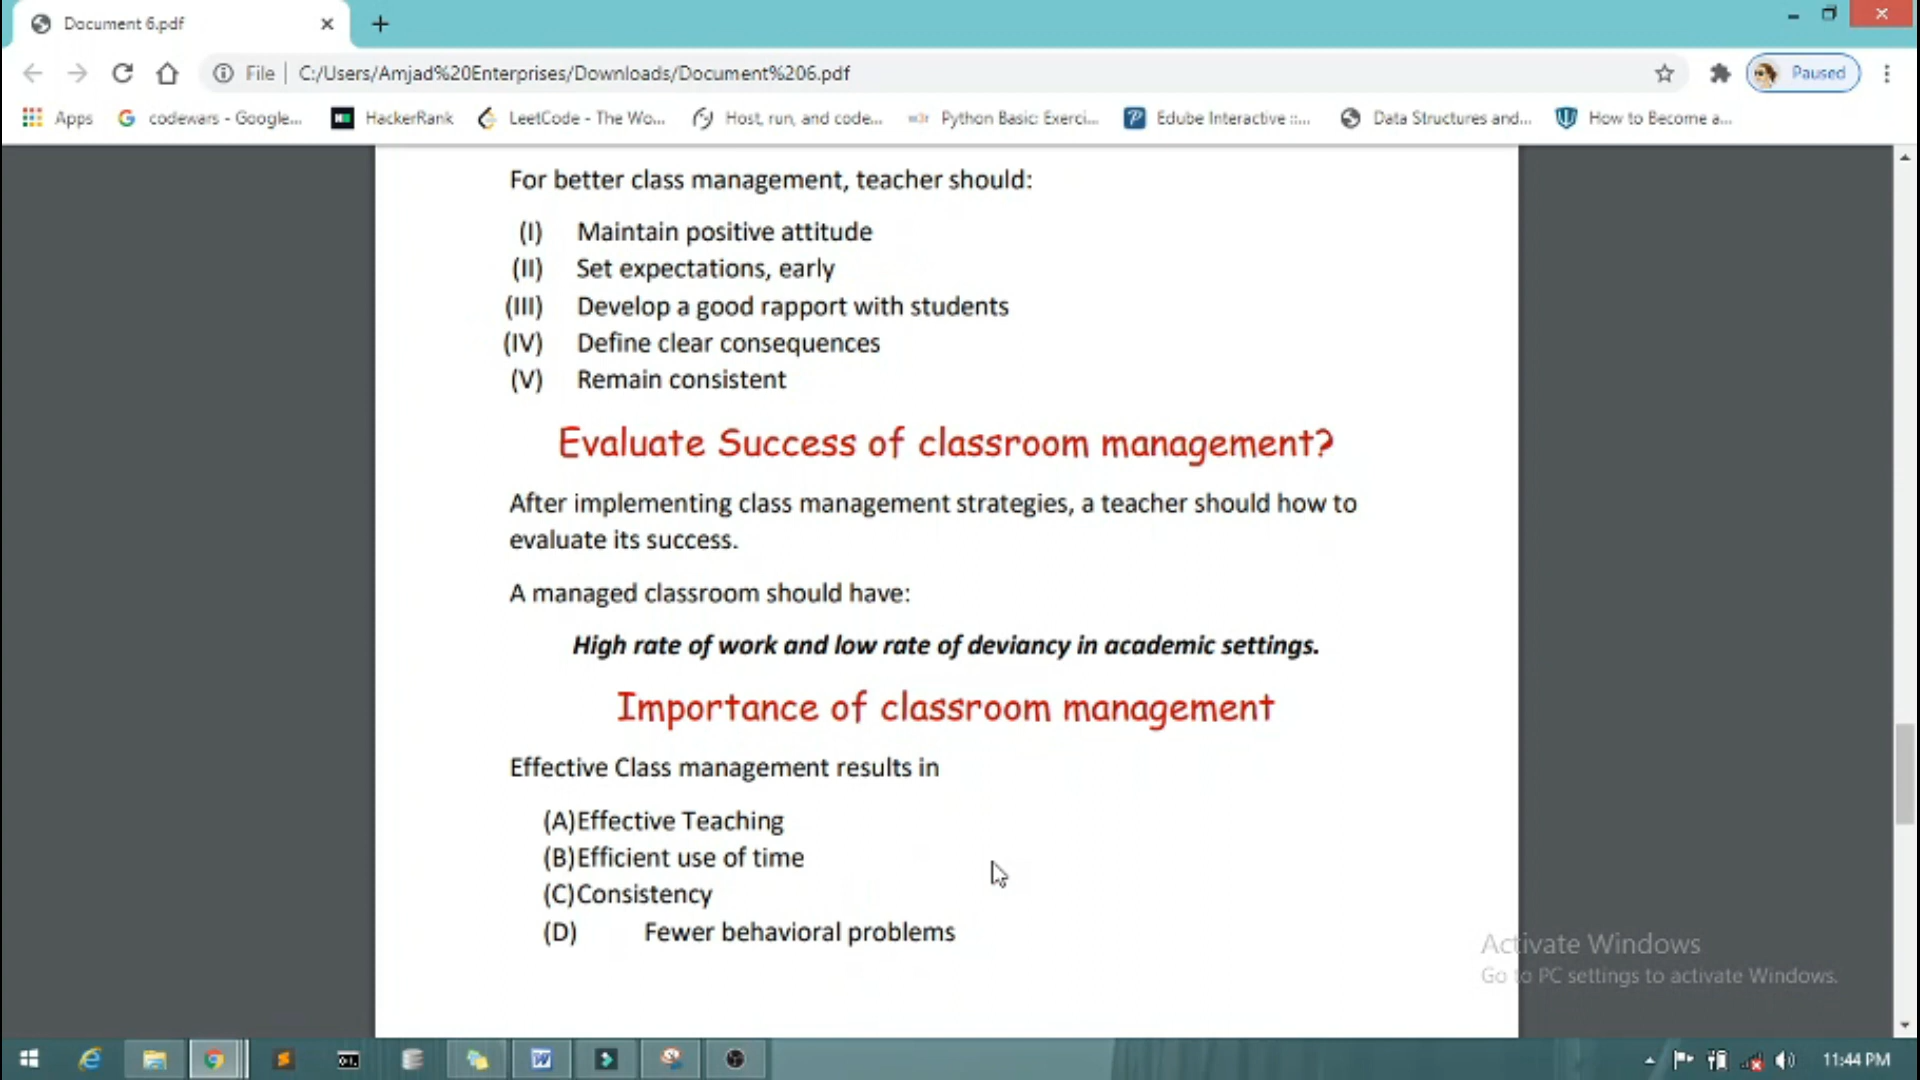 Document 6.pdf
File | C:/Users/Amjad%20Enterprises/Downloads/Document%206.pdf
Paused
Apps
codewars - Google...
HackerRank
LeetCode - The Wo...
Host, run, and code...
Python Basic: Exerci...
Edube Interactive ::...
Data Structures and...
How to Become a...
For better class management, teacher should:
(I) Maintain positive attitude
(II) Set expectations, early
(III) Develop a good rapport with students
(IV) Define clear consequences
(V) Remain consistent
Evaluate Success of classroom management?
After implementing class management strategies, a teacher should how to
evaluate its success.
A managed classroom should have:
High rate of work and low rate of deviancy in academic settings.
Importance of classroom management
Effective Class management results in
(A)Effective Teaching
(B)Efficient use of time
(C)Consistency
(D) Fewer behavioral problems
Activate Windows
Go to PC settings to activate Windows.
11:44 PM